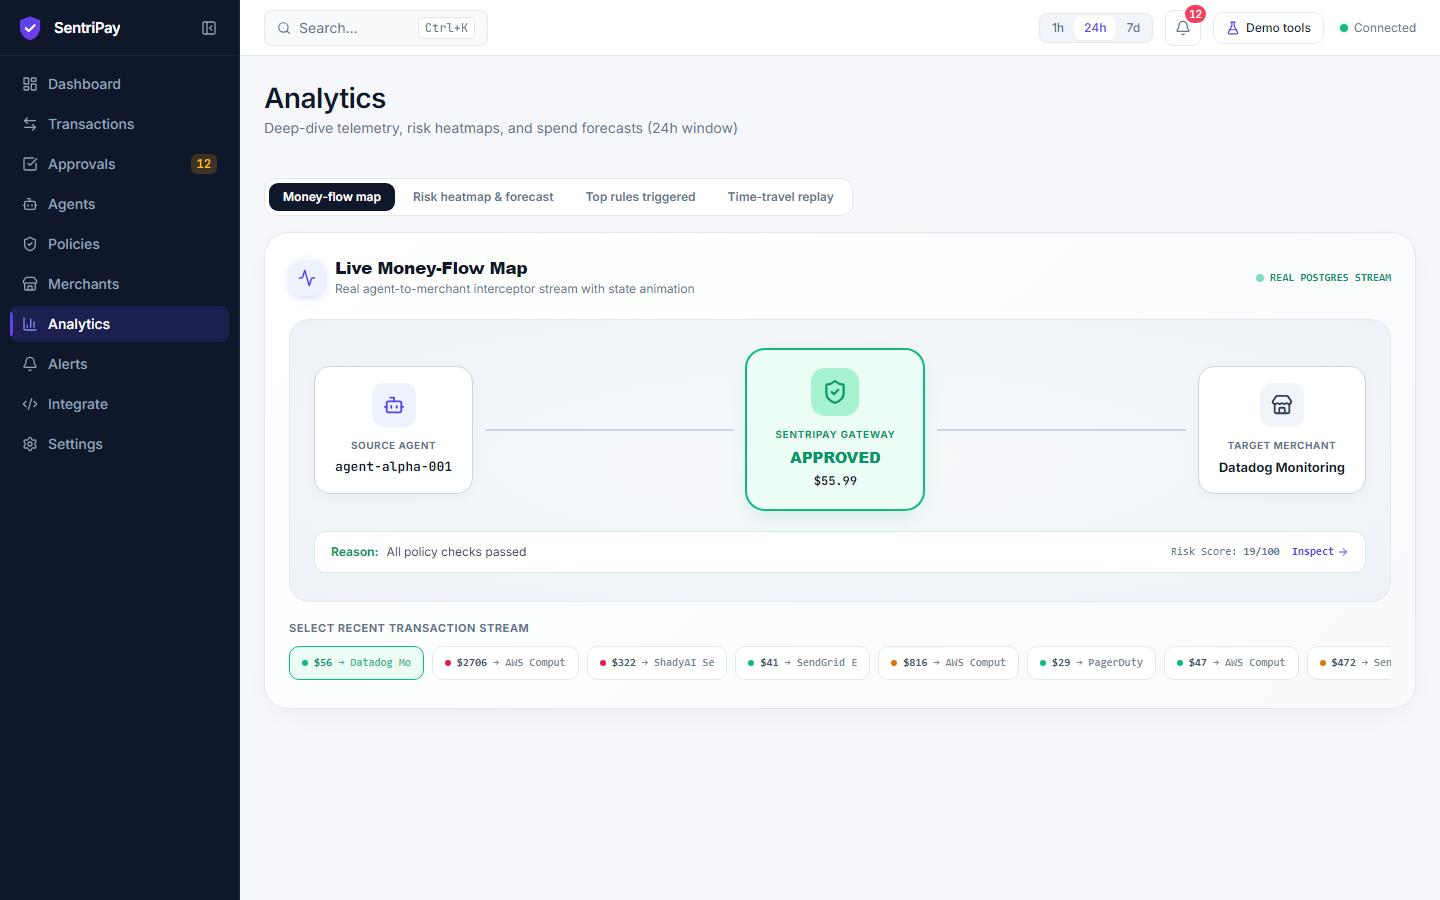 SentriPay
Search...
Ctrl+K
1h
24h
7d
12
Demo tools
Connected
Dashboard
Transactions
Approvals
12
Agents
Policies
Merchants
Analytics
Alerts
Integrate
Settings
Analytics
Deep-dive telemetry, risk heatmaps, and spend forecasts (24h window)
Money-flow map
Risk heatmap & forecast
Top rules triggered
Time-travel replay
Live Money-Flow Map
Real agent-to-merchant interceptor stream with state animation
REAL POSTGRES STREAM
SOURCE AGENT
agent-alpha-001
SENTRIPAY GATEWAY
APPROVED
$55.99
TARGET MERCHANT
Datadog Monitoring
Reason: All policy checks passed
Risk Score: 19/100
Inspect →
SELECT RECENT TRANSACTION STREAM
$56 → Datadog Mo
$2706 → AWS Comput
$322 → ShadyAI Se
$41 → SendGrid E
$816 → AWS Comput
$29 → PagerDuty
$47 → AWS Comput
$472 → Sen